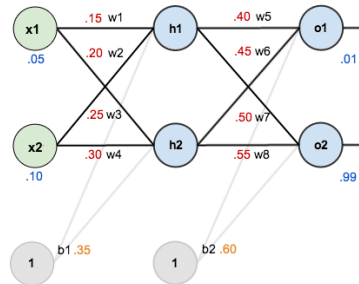 x1 .15 w1 h1 .40 w5 o1
.05 .20 w2 .45 w6 .01
.25 w3 .50 w7
x2 .30 w4 h2 .55 w8 o2
.10 .99
1 b1 .35 1 b2 .60